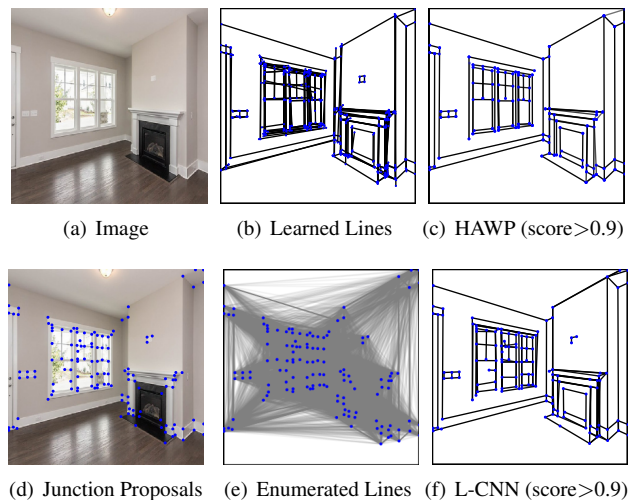 (a) Image
(b) Learned Lines
(c) HAWP (score>0.9)
(d) Junction Proposals
(e) Enumerated Lines
(f) L-CNN (score>0.9)